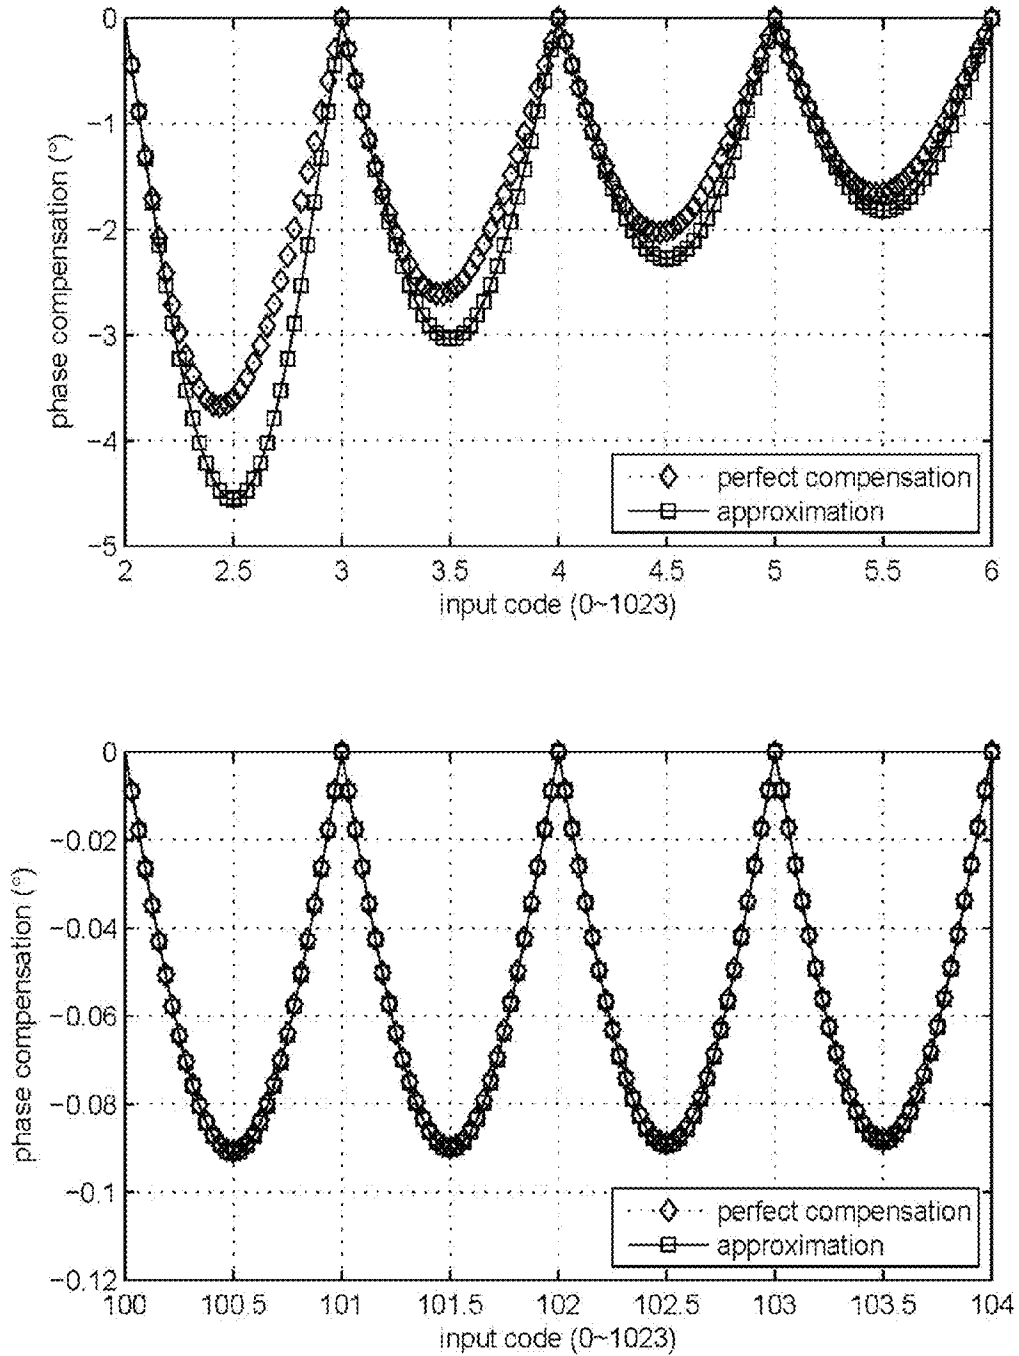 0
−1
−2
−3
−4
−5
phase compensation (°)
perfect compensation
approximation
2 2.5 3 3.5 4 4.5 5 5.5 6
input code (0~1023)
0
−0.02
−0.04
−0.06
−0.08
−0.1
−0.12
phase compensation (°)
perfect compensation
approximation
100 100.5 101 101.5 102 102.5 103 103.5 104
input code (0~1023)